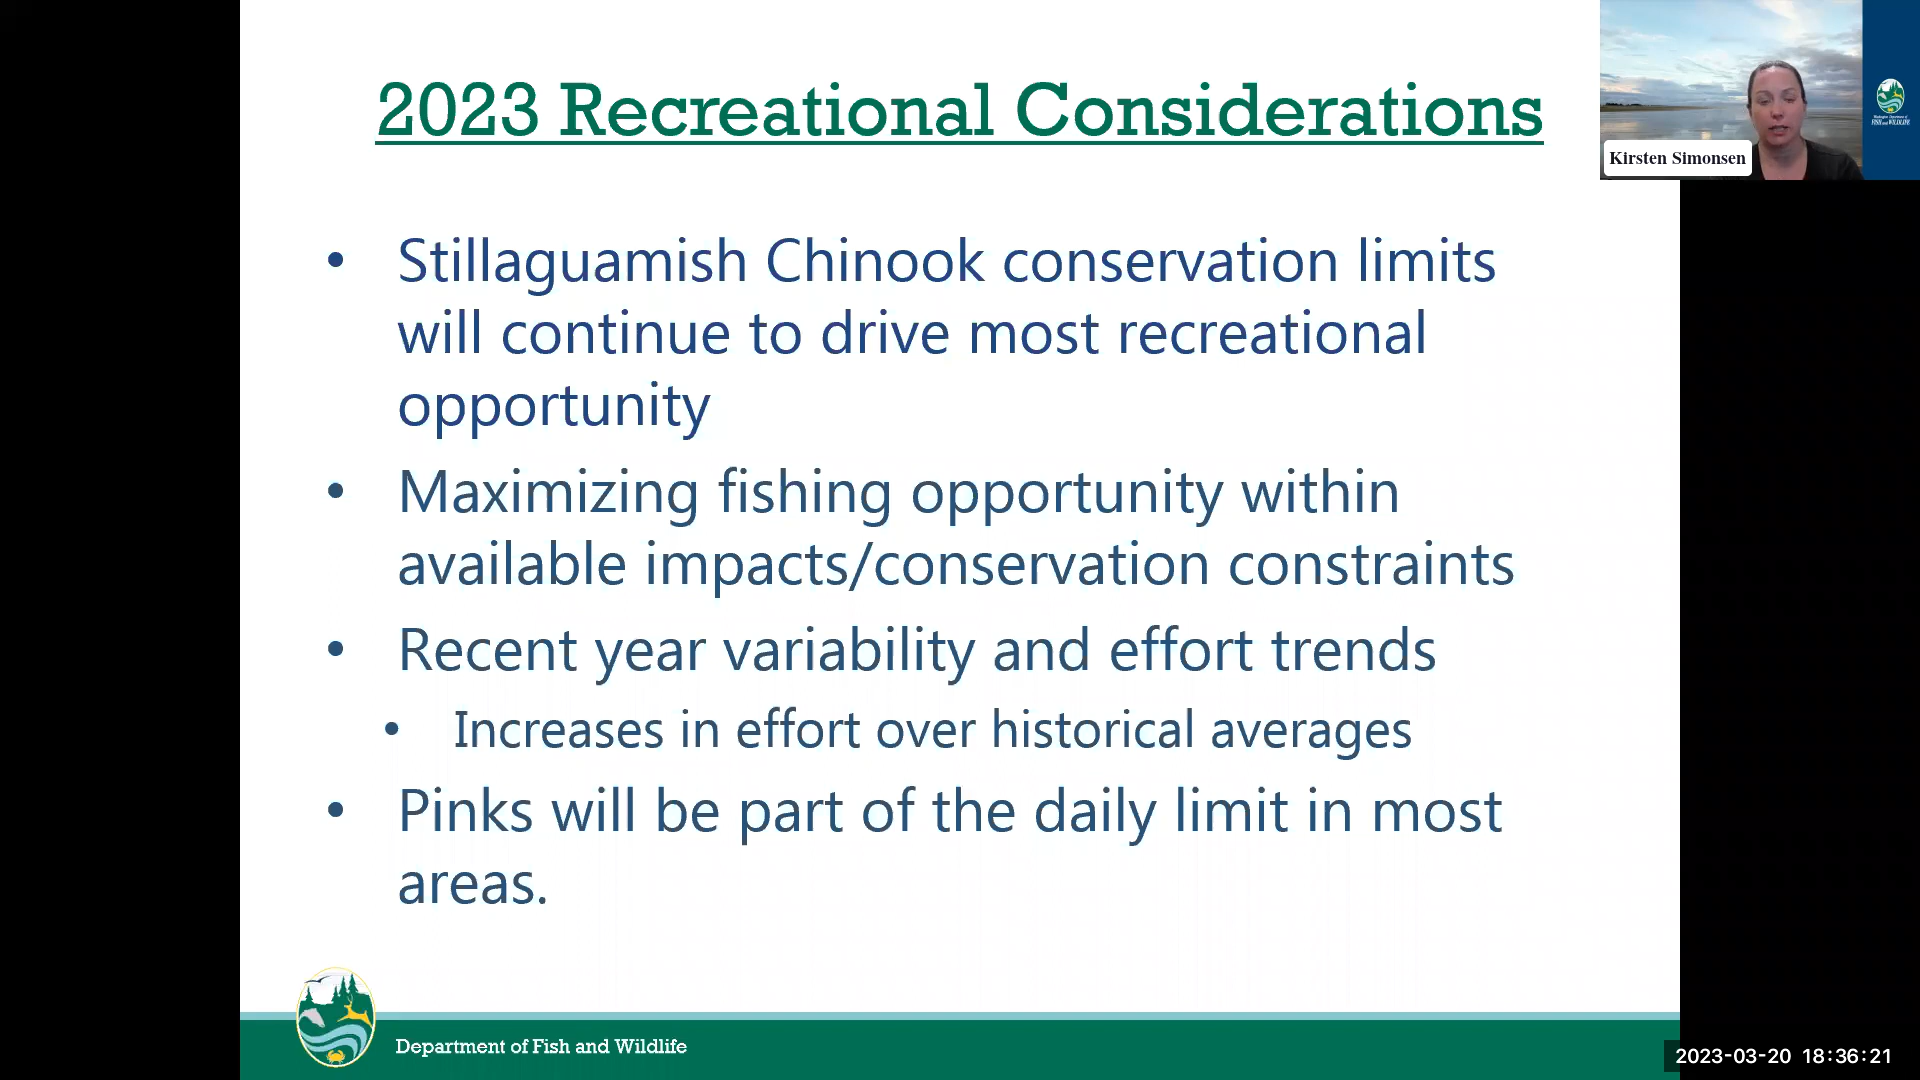 2023 Recreational Considerations
Kirsten Simonsen
• Stillaguamish Chinook conservation limits
will continue to drive most recreational
opportunity
• Maximizing fishing opportunity within
available impacts/conservation constraints
• Recent year variability and effort trends
• Increases in effort over historical averages
• Pinks will be part of the daily limit in most
areas.
Department of Fish and Wildlife
2023-03-20 18:36:21